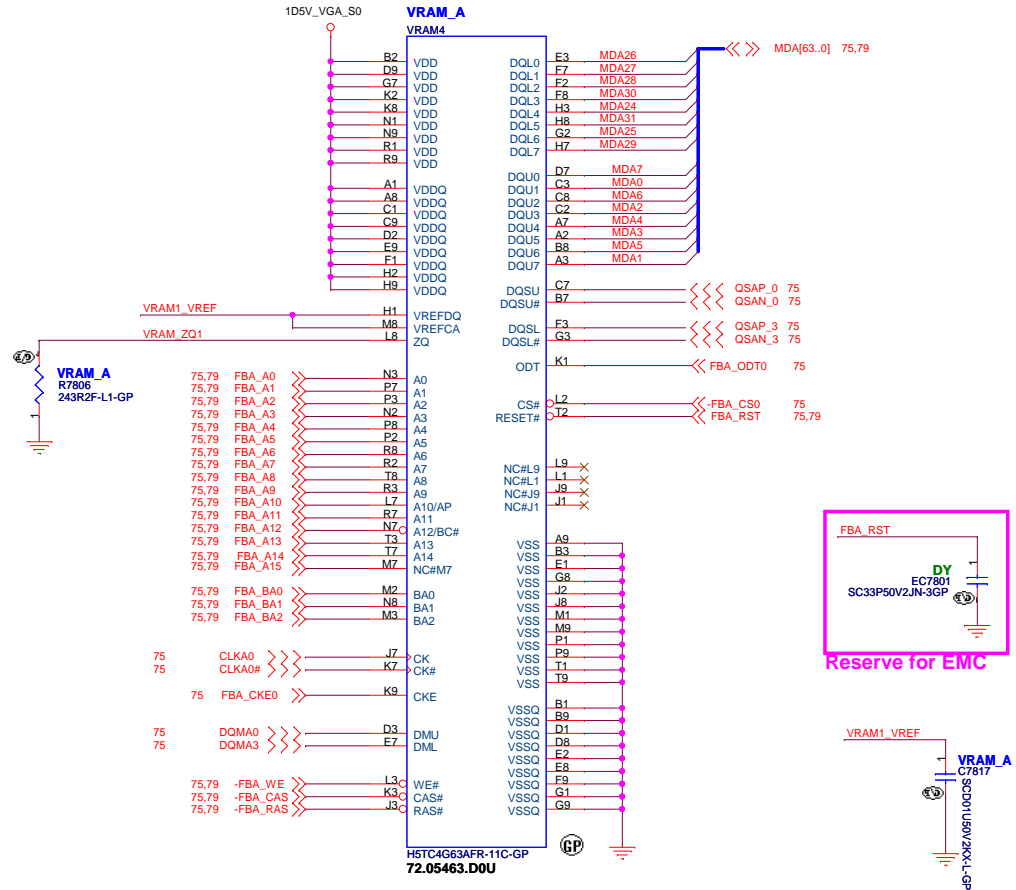 1D5V_VGA_S0
VRAM_A
VRAM4
B2 VDD
D9 VDD
G7 VDD
K2 VDD
K8 VDD
N1 VDD
N9 VDD
R1 VDD
R9 VDD
A1 VDDQ
A8 VDDQ
C1 VDDQ
C9 VDDQ
D2 VDDQ
E9 VDDQ
F1 VDDQ
H2 VDDQ
H9 VDDQ
VRAM1_VREF H1 VREFDQ
M8 VREFCA
VRAM_ZQ1 L8 ZQ
VRAM_A
R7806
243R2F-L1-GP
1
75,79 FBA_A0 N3 A0
75,79 FBA_A1 P7 A1
75,79 FBA_A2 P3 A2
75,79 FBA_A3 N2 A3
75,79 FBA_A4 P8 A4
75,79 FBA_A5 P2 A5
75,79 FBA_A6 R8 A6
75,79 FBA_A7 R2 A7
75,79 FBA_A8 T8 A8
75,79 FBA_A9 R3 A9
75,79 FBA_A10 L7 A10/AP
75,79 FBA_A11 R7 A11
75,79 FBA_A12 N7 A12/BC#
75,79 FBA_A13 T3 A13
75,79 FBA_A14 T7 A14
75,79 FBA_A15 M7 NC#M7
75,79 FBA_BA0 M2 BA0
75,79 FBA_BA1 N8 BA1
75,79 FBA_BA2 M3 BA2
75 CLKA0 J7 CK
75 CLKA0# K7 CK#
75 FBA_CKE0 K9 CKE
75 DQMA0 D3 DMU
75 DQMA3 E7 DML
75,79 -FBA_WE L3 WE#
75,79 -FBA_CAS K3 CAS#
75,79 -FBA_RAS J3 RAS#
DQL0 E3 MDA26
DQL1 F7 MDA27
DQL2 F2 MDA28
DQL3 F8 MDA30
DQL4 H3 MDA24
DQL5 H8 MDA31
DQL6 G2 MDA25
DQL7 H7 MDA29
MDA[63..0] 75,79
DQU0 D7 MDA7
DQU1 C3 MDA0
DQU2 C8 MDA6
DQU3 C2 MDA2
DQU4 A7 MDA4
DQU5 A2 MDA3
DQU6 B8 MDA5
DQU7 A3 MDA1
DQSU C7 QSAP_0 75
DQSU# B7 QSAN_0 75
DQSL F3 QSAP_3 75
DQSL# G3 QSAN_3 75
ODT K1 FBA_ODT0 75
CS# L2 -FBA_CS0 75
RESET# T2 FBA_RST 75,79
NC#L9 L9
NC#L1 L1
NC#J9 J9
NC#J1 J1
VSS A9
VSS B3
VSS E1
VSS G8
VSS J2
VSS J8
VSS M1
VSS M9
VSS P1
VSS P9
VSS T1
VSS T9
VSSQ B1
VSSQ B9
VSSQ D1
VSSQ D8
VSSQ E2
VSSQ E8
VSSQ F9
VSSQ G1
VSSQ G9
GP
H5TC4G63AFR-11C-GP
72.05463.D0U
FBA_RST
1
DY
EC7801
SC33P50V2JN-3GP
Reserve for EMC
VRAM1_VREF
1
VRAM_A
C7817
SCD01U50V2KX-L-GP